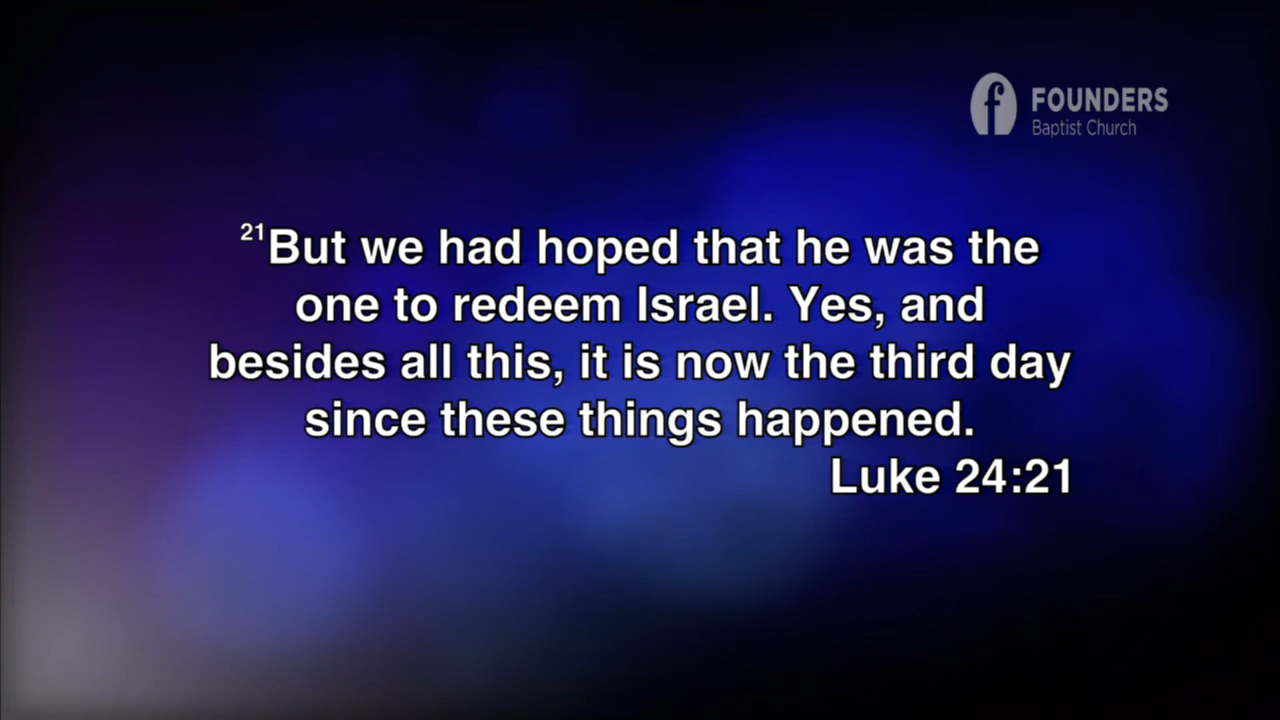 FOUNDERS
Baptist Church
21But we had hoped that he was the
one to redeem Israel. Yes, and
besides all this, it is now the third day
since these things happened.
Luke 24:21